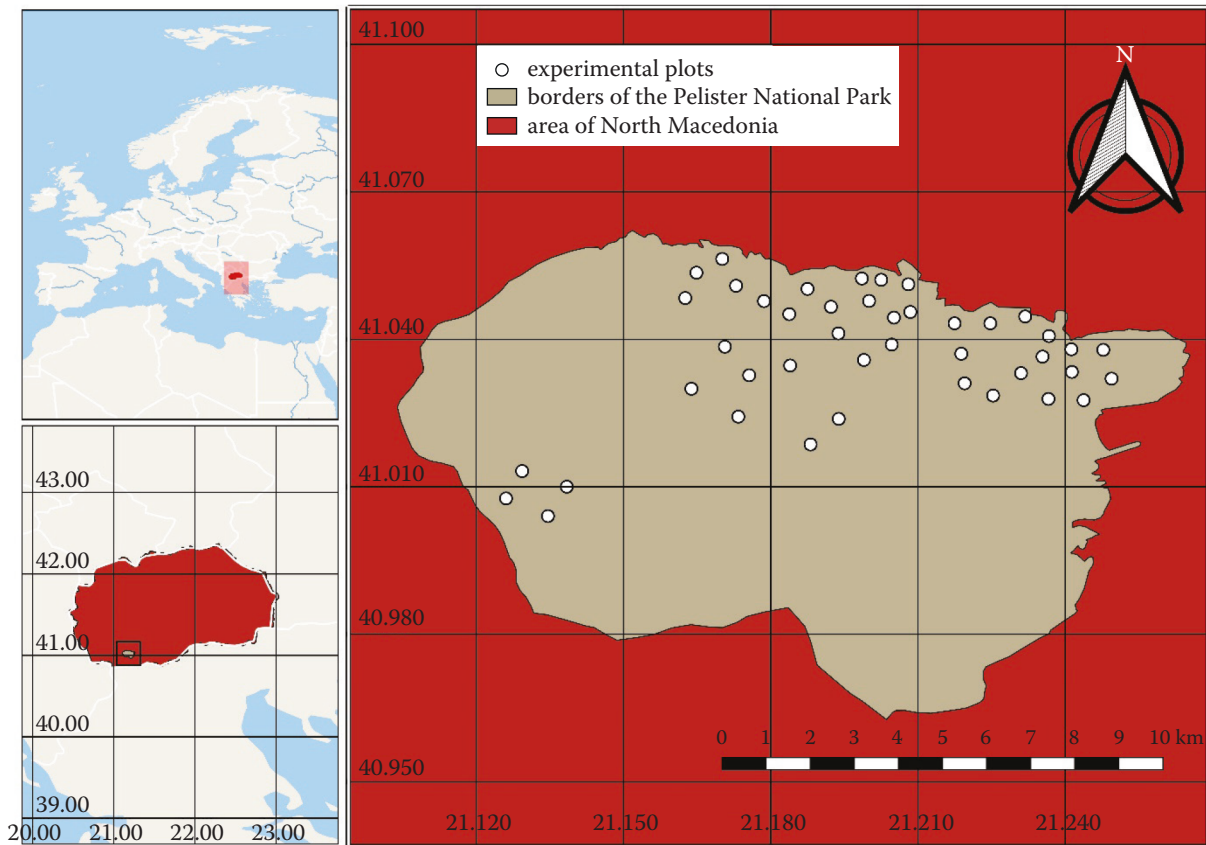 43.00
42.00
41.00
40.00
39.00
20.00 21.00 22.00 23.00
41.100
experimental plots
borders of the Pelister National Park
area of North Macedonia
N
41.070
41.040
41.010
40.980
0 1 2 3 4 5 6 7 8 9 10 km
40.950
21.120 21.150 21.180 21.210 21.240